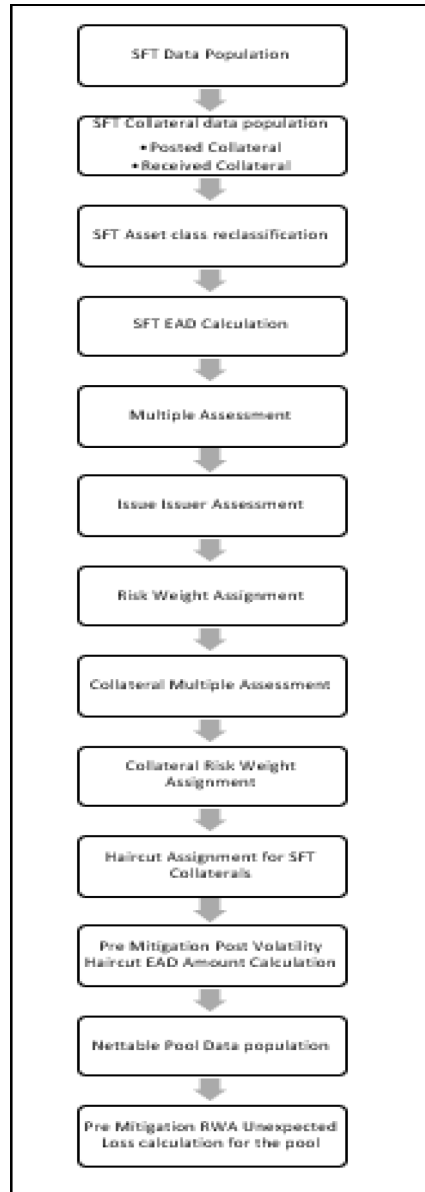 SFT Data Population
SFT Collateral data population
•Posted Collateral
•Received Collateral
SFT Asset class reclassification
SFT EAD Calculation
Multiple Assessment
Issue Issuer Assessment
Risk Weight Assignment
Collateral Multiple Assessment
Collateral Risk Weight
Assignment
Haircut Assignment for SFT
Collaterals
Pre Mitigation Post Volatility
Haircut EAD Amount Calculation
Nettable Pool Data population
Pre Mitigation RWA Unexpected
Loss calculation for the pool